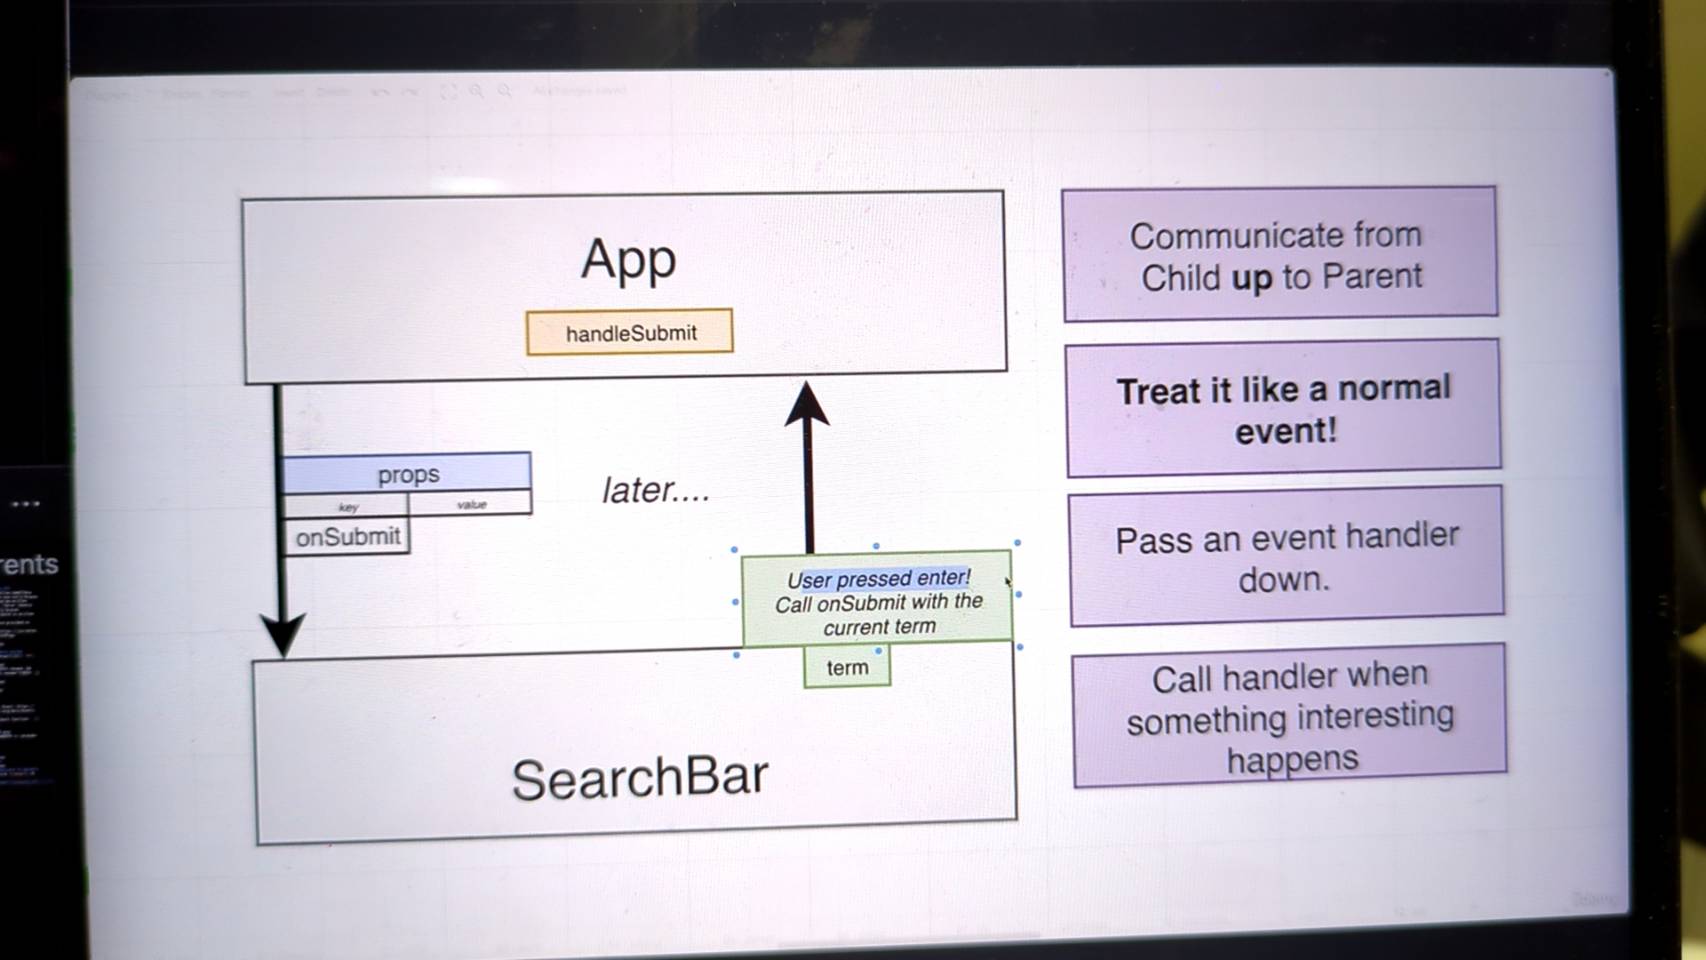 App
handleSubmit
props
key value
onSubmit
later....
User pressed enter!
Call onSubmit with the
current term
term
SearchBar
Communicate from
Child up to Parent
Treat it like a normal
event!
Pass an event handler
down.
Call handler when
something interesting
happens
rents